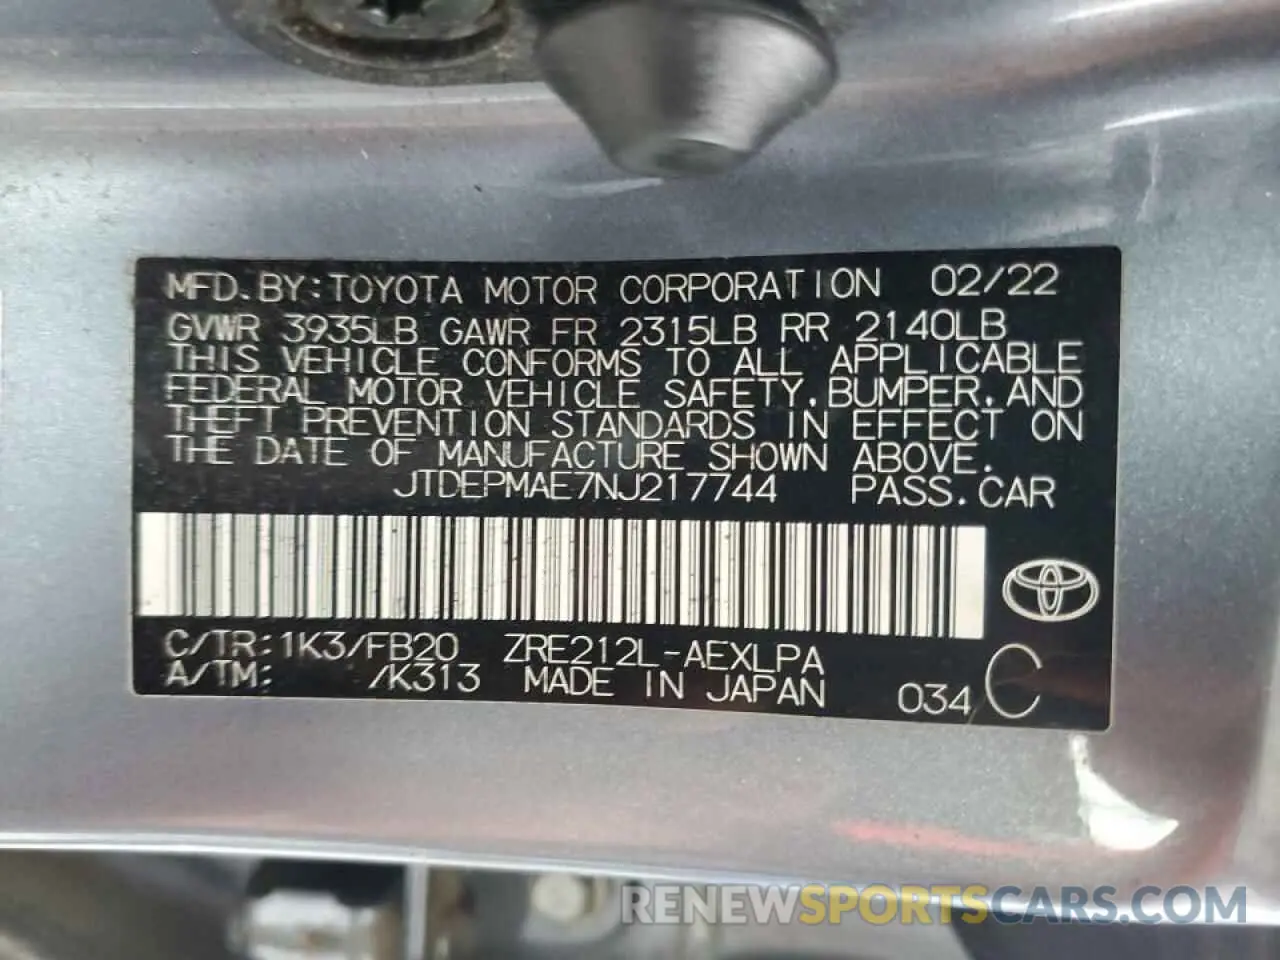 MFD. BY: TOYOTA MOTOR CORPORATION 02/22
GVWR 3935LB GAWR FR 2315LB RR 2140LB
THIS VEHICLE CONFORMS TO ALL APPLICABLE
FEDERAL MOTOR VEHICLE SAFETY, BUMPER, AND
THEFT PREVENTION STANDARDS IN EFFECT ON
THE DATE OF MANUFACTURE SHOWN ABOVE.
JTDEPMAE7NJ217744 PASS. CAR
C/TR: 1K3/FB20 ZRE212L-AEXLPA
A/TM: /K313 MADE IN JAPAN 034 C
RENEWSPORTSCARS.COM